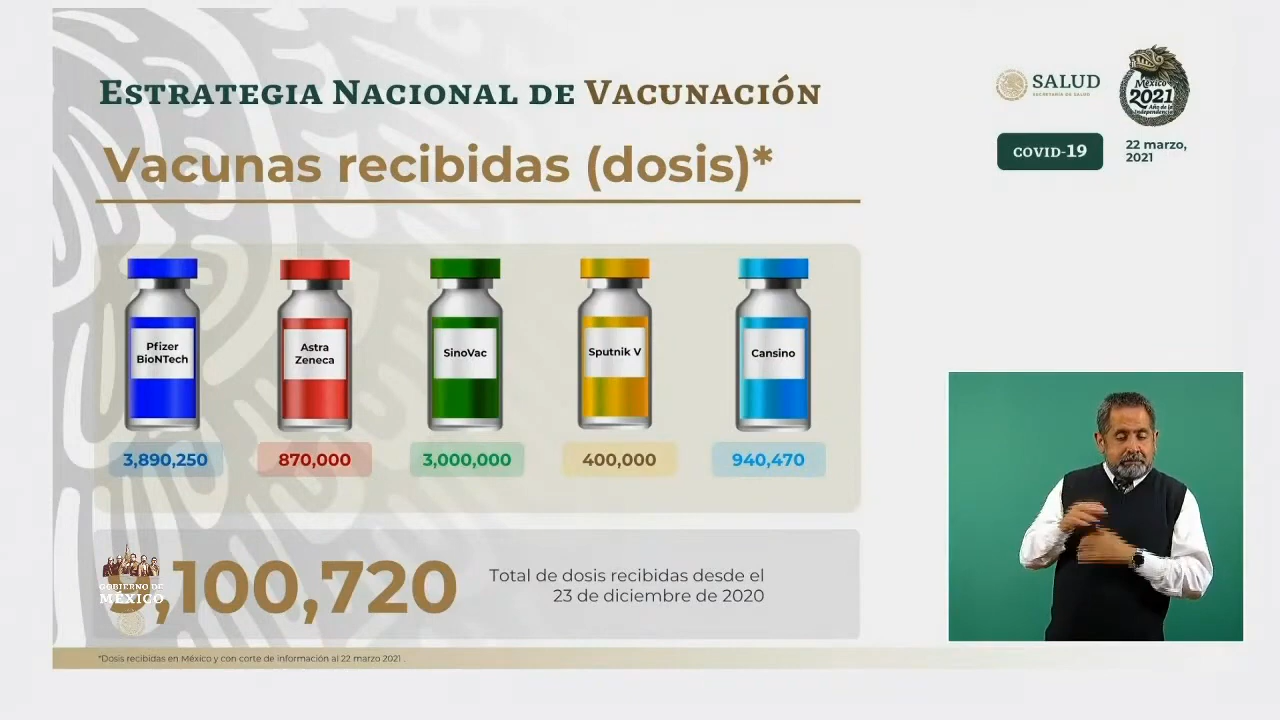 Estrategia Nacional de Vacunación
Vacunas recibidas (dosis)*
SALUD
SECRETARÍA DE SALUD
México
2021
Año de la
Independencia
COVID-19
22 marzo,
2021
Pfizer
BioNTech
Astra
Zeneca
SinoVac
Sputnik V
Cansino
3,890,250
870,000
3,000,000
400,000
940,470
9,100,720
GOBIERNO DE
MÉXICO
Total de dosis recibidas desde el
23 de diciembre de 2020
*Dosis recibidas en México y con corte de información al 22 marzo 2021 .